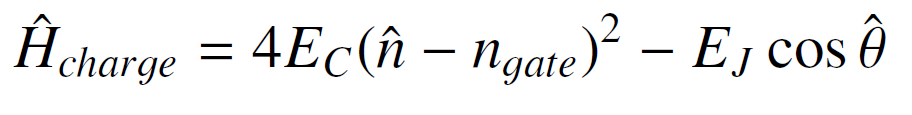 Ĥ_charge = 4E_C(n̂ − n_gate)² − E_J cos θ̂